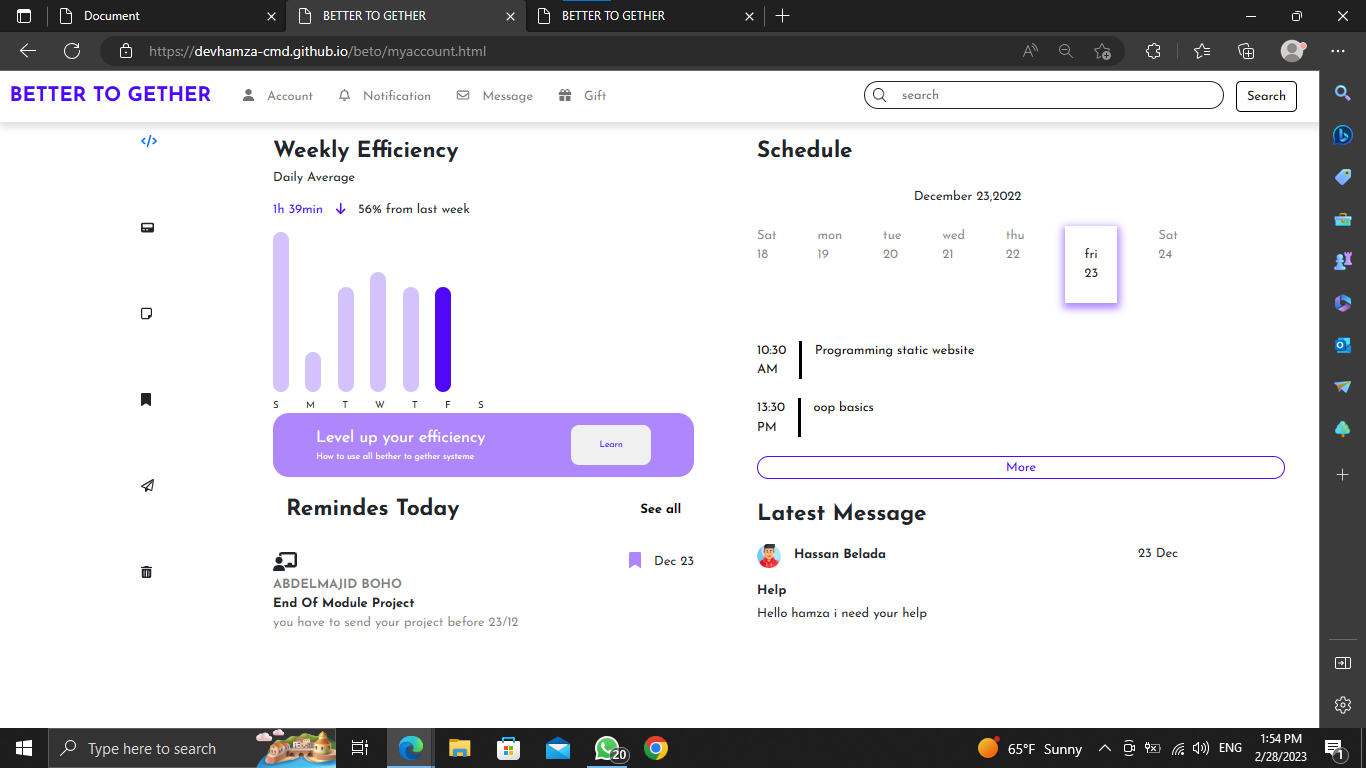 Document
BETTER TO GETHER
BETTER TO GETHER
https://devhamza-cmd.github.io/beto/myaccount.html
BETTER TO GETHER
Account
Notification
Message
Gift
search
Search
Weekly Efficiency
Daily Average
1h 39min
56% from last week
S M T W T F S
Level up your efficiency
How to use all bether to gether systeme
Learn
Remindes Today
See all
Dec 23
ABDELMAJID BOHO
End Of Module Project
you have to send your project before 23/12
Schedule
December 23,2022
Sat mon tue wed thu fri Sat
18 19 20 21 22 23 24
10:30
AM
Programming static website
13:30
PM
oop basics
More
Latest Message
Hassan Belada
23 Dec
Help
Hello hamza i need your help
Type here to search
20
65°F Sunny
ENG
1:54 PM
2/28/2023
1